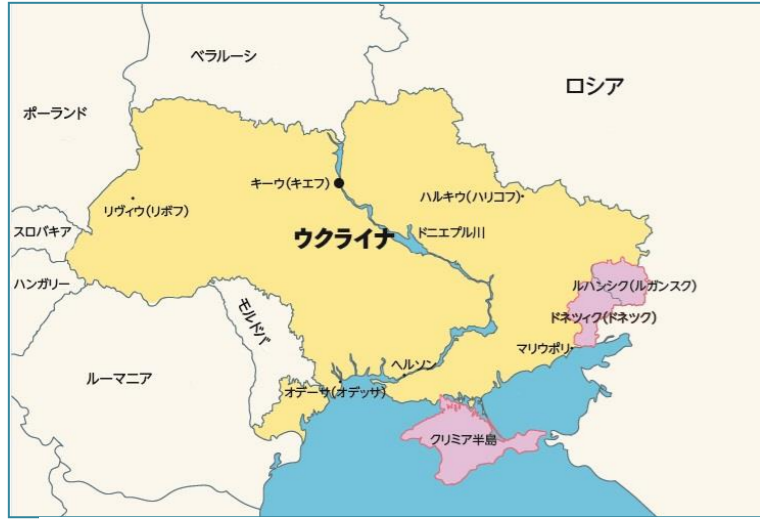 ベラルーシ
ロシア
ポーランド
キーウ(キエフ)
ハルキウ(ハリコフ)
リヴィウ(リボフ)
スロバキア
ウクライナ
ドニエプル川
ハンガリー
ルハンシク(ルガンスク)
モルドバ
ドネツィク(ドネツク)
マリウポリ
ヘルソン
ルーマニア
オデーサ(オデッサ)
クリミア半島